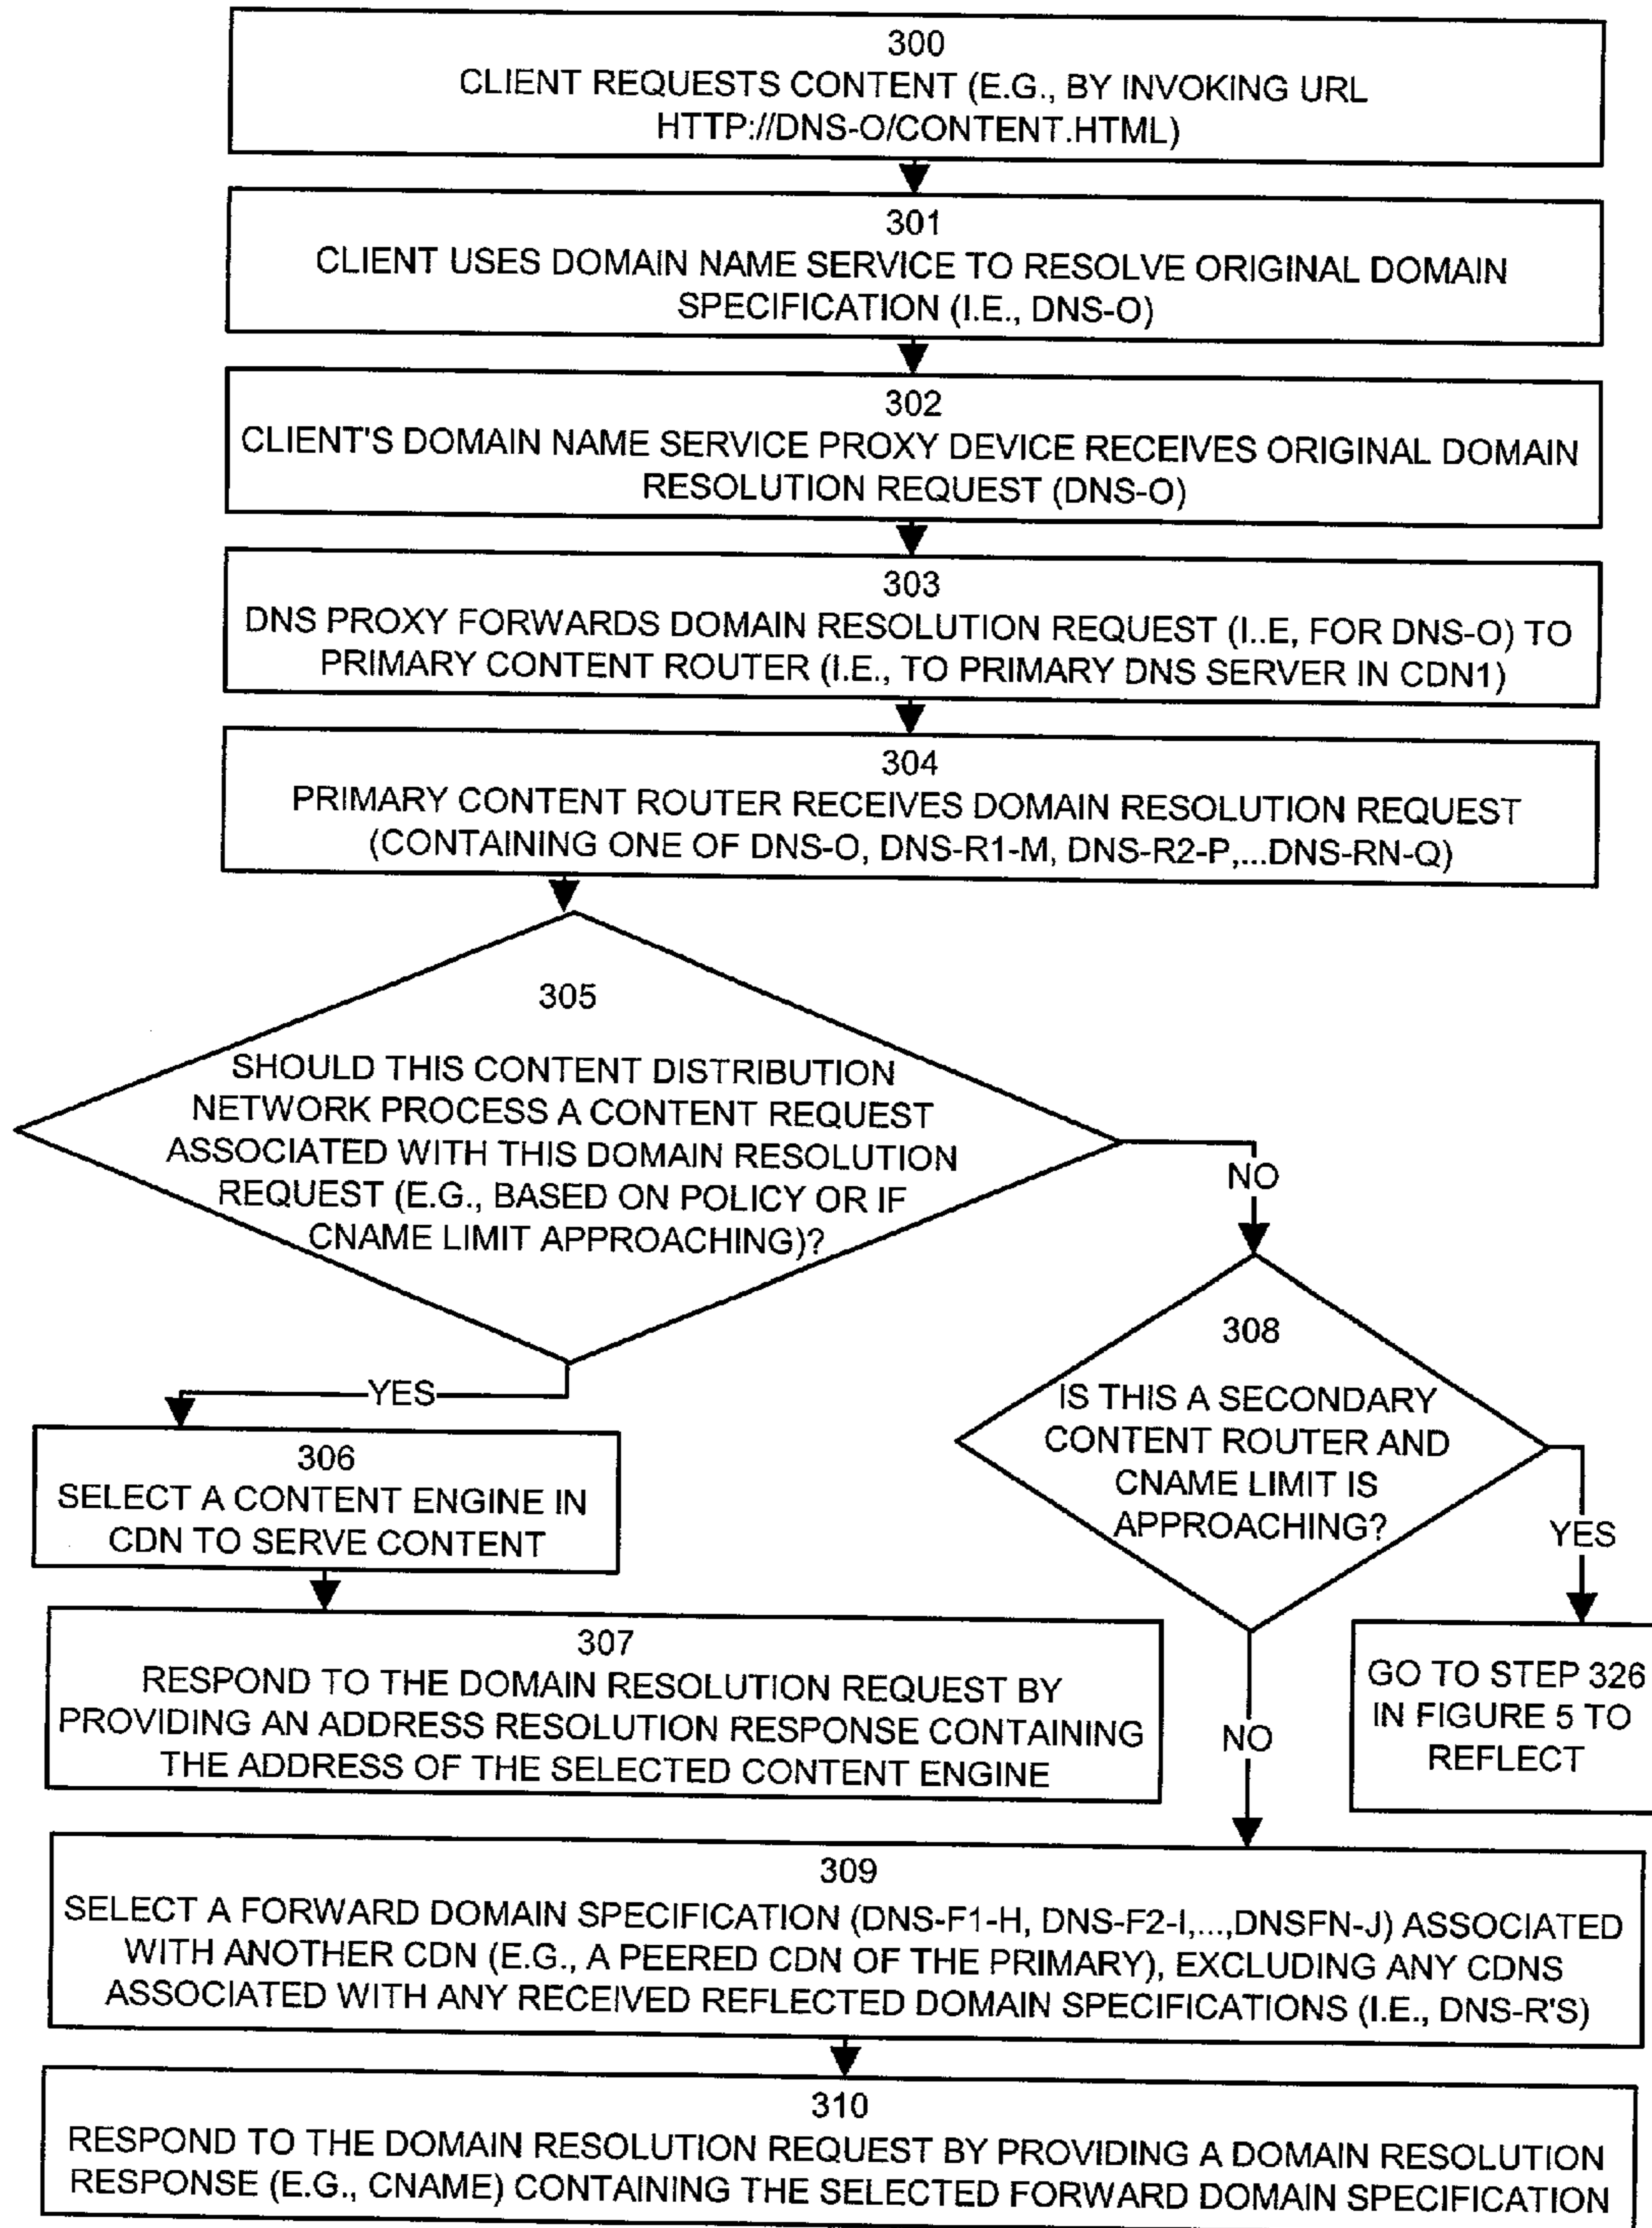 300
CLIENT REQUESTS CONTENT (E.G., BY INVOKING URL
HTTP://DNS-O/CONTENT.HTML)
301
CLIENT USES DOMAIN NAME SERVICE TO RESOLVE ORIGINAL DOMAIN
SPECIFICATION (I.E., DNS-O)
302
CLIENT'S DOMAIN NAME SERVICE PROXY DEVICE RECEIVES ORIGINAL DOMAIN
RESOLUTION REQUEST (DNS-O)
303
DNS PROXY FORWARDS DOMAIN RESOLUTION REQUEST (I..E, FOR DNS-O) TO
PRIMARY CONTENT ROUTER (I.E., TO PRIMARY DNS SERVER IN CDN1)
304
PRIMARY CONTENT ROUTER RECEIVES DOMAIN RESOLUTION REQUEST
(CONTAINING ONE OF DNS-O, DNS-R1-M, DNS-R2-P,...DNS-RN-Q)
305
SHOULD THIS CONTENT DISTRIBUTION
NETWORK PROCESS A CONTENT REQUEST
ASSOCIATED WITH THIS DOMAIN RESOLUTION
REQUEST (E.G., BASED ON POLICY OR IF
CNAME LIMIT APPROACHING)?
NO
YES
308
IS THIS A SECONDARY
CONTENT ROUTER AND
CNAME LIMIT IS
APPROACHING?
YES
NO
306
SELECT A CONTENT ENGINE IN
CDN TO SERVE CONTENT
307
RESPOND TO THE DOMAIN RESOLUTION REQUEST BY
PROVIDING AN ADDRESS RESOLUTION RESPONSE CONTAINING
THE ADDRESS OF THE SELECTED CONTENT ENGINE
GO TO STEP 326
IN FIGURE 5 TO
REFLECT
309
SELECT A FORWARD DOMAIN SPECIFICATION (DNS-F1-H, DNS-F2-I,...,DNSFN-J) ASSOCIATED
WITH ANOTHER CDN (E.G., A PEERED CDN OF THE PRIMARY), EXCLUDING ANY CDNS
ASSOCIATED WITH ANY RECEIVED REFLECTED DOMAIN SPECIFICATIONS (I.E., DNS-R'S)
310
RESPOND TO THE DOMAIN RESOLUTION REQUEST BY PROVIDING A DOMAIN RESOLUTION
RESPONSE (E.G., CNAME) CONTAINING THE SELECTED FORWARD DOMAIN SPECIFICATION